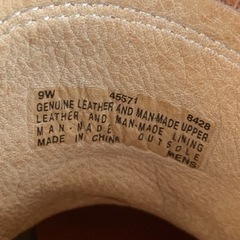 9W 45571 8428
GENUINE LEATHER AND MAN-MADE UPPER
LEATHER AND MAN-MADE LINING
MAN-MADE OUTSOLE
MADE IN CHINA MENS